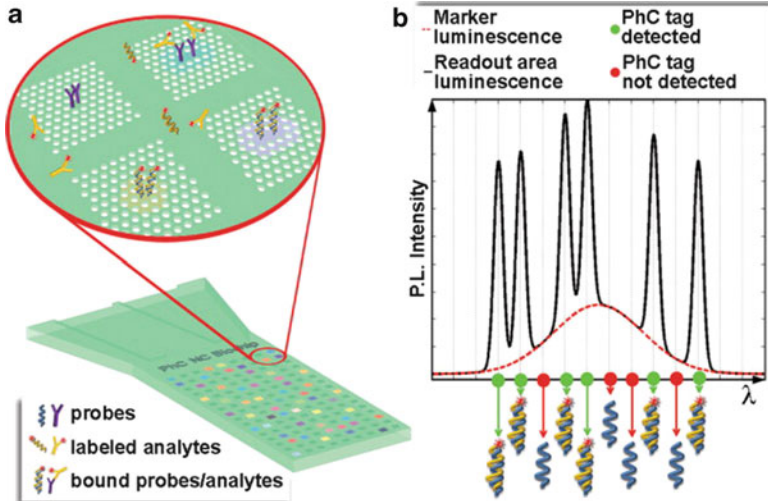 a
PhC NC Biochip
probes
labeled analytes
bound probes/analytes
b
Marker
luminescence
PhC tag
detected
Readout area
luminescence
PhC tag
not detected
P.L. Intensity
λ